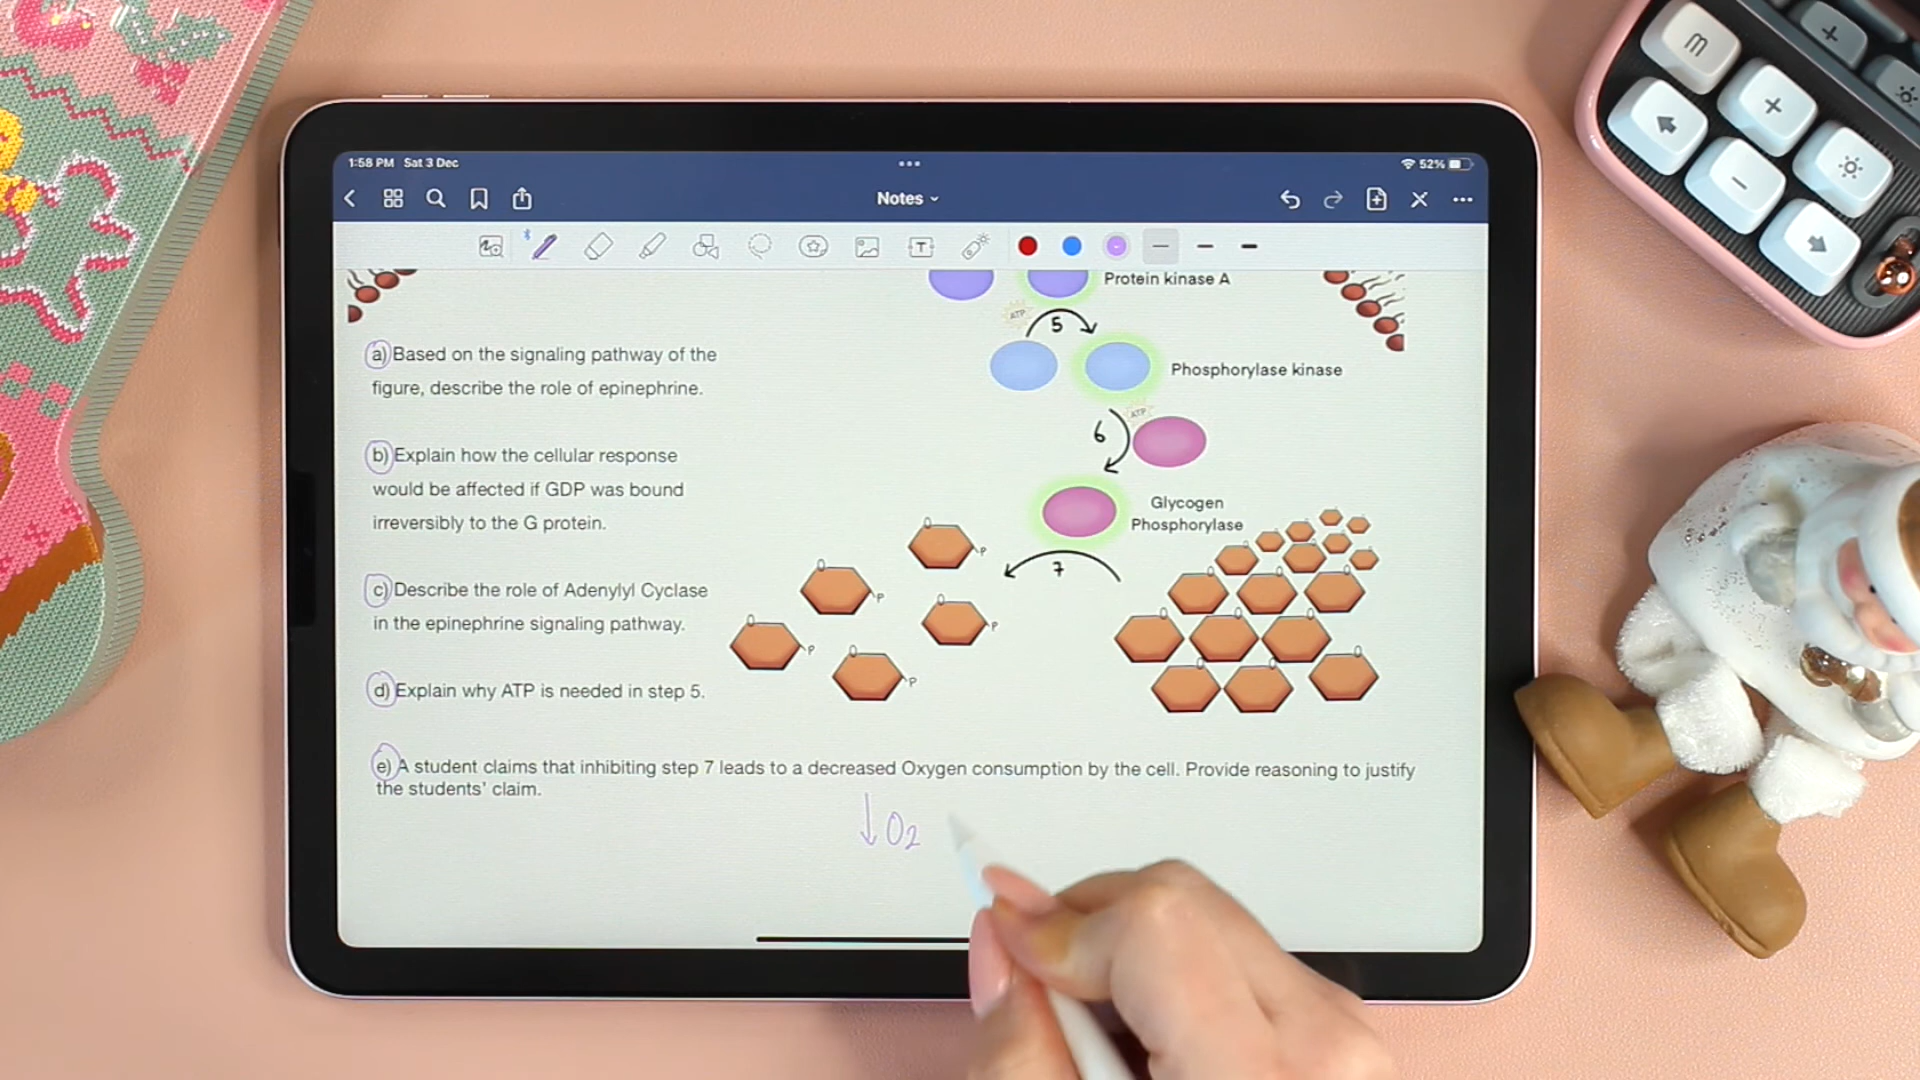 1:58 PM Sat 3 Dec
52%
Notes
T
Protein kinase A
ATP
5
a) Based on the signaling pathway of the
figure, describe the role of epinephrine.
Phosphorylase kinase
ATP
6
b) Explain how the cellular response
would be affected if GDP was bound
irreversibly to the G protein.
Glycogen
Phosphorylase
P
7
c) Describe the role of Adenylyl Cyclase
in the epinephrine signaling pathway.
P
P
P
P
d) Explain why ATP is needed in step 5.
e) A student claims that inhibiting step 7 leads to a decreased Oxygen consumption by the cell. Provide reasoning to justify
the students' claim.
↓ O2
m
+
+
−